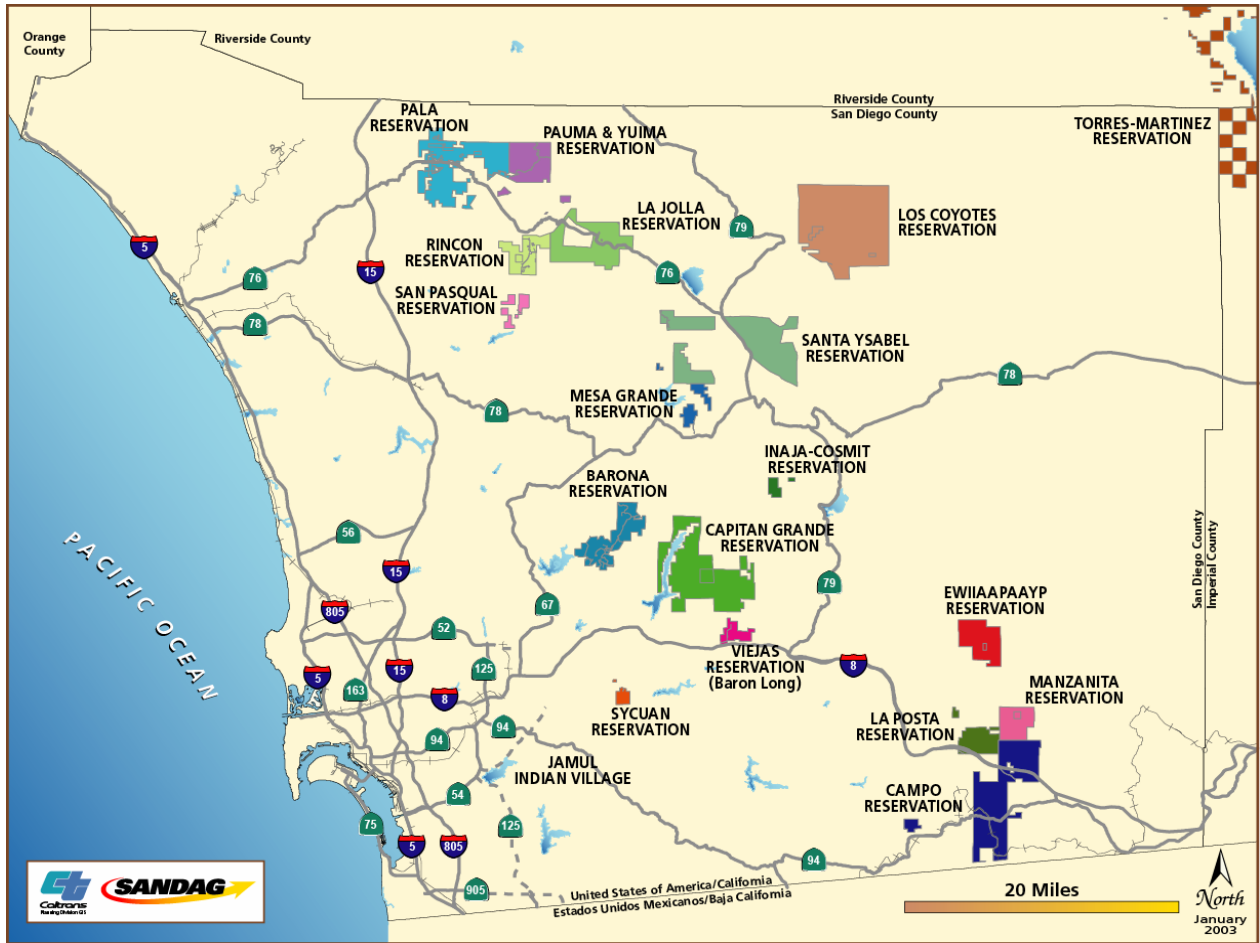 Orange
County
Riverside County
Riverside County
San Diego County
PALA
RESERVATION
PAUMA & YUIMA
RESERVATION
TORRES-MARTINEZ
RESERVATION
LA JOLLA
RESERVATION
79
LOS COYOTES
RESERVATION
5
RINCON
RESERVATION
15
76
76
SAN PASQUAL
RESERVATION
78
SANTA YSABEL
RESERVATION
78
MESA GRANDE
RESERVATION
78
INAJA-COSMIT
RESERVATION
BARONA
RESERVATION
56
CAPITAN GRANDE
RESERVATION
PACIFIC OCEAN
15
79
San Diego County
Imperial County
805
67
EWIIAAPAAYP
RESERVATION
52
VIEJAS
RESERVATION
(Baron Long)
8
5
15
125
163
8
MANZANITA
RESERVATION
SYCUAN
RESERVATION
LA POSTA
RESERVATION
94
94
JAMUL
INDIAN VILLAGE
54
CAMPO
RESERVATION
75
125
5
805
94
905
United States of America/California
Estados Unidos Mexicanos/Baja California
ct
Caltrans
Planning Division GIS
SANDAG
20 Miles
North
January
2003